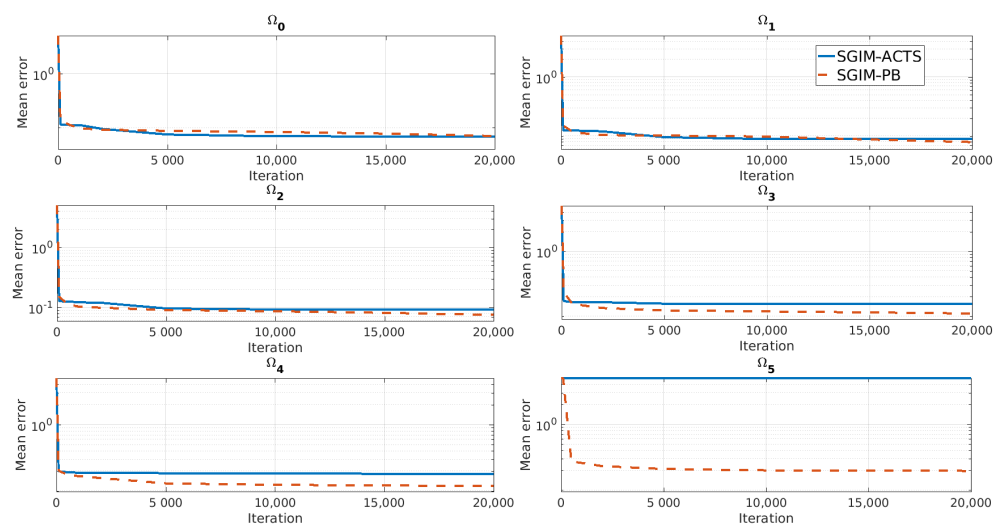 Ω0
Mean error
10^0
0 5 000 10,000 15,000 20,000
Iteration
Ω1
Mean error
10^0
SGIM-ACTS
SGIM-PB
0 5 000 10,000 15,000 20,000
Iteration
Ω2
Mean error
10^0
10^-1
0 5 000 10,000 15,000 20,000
Iteration
Ω3
Mean error
10^0
0 5 000 10,000 15,000 20,000
Iteration
Ω4
Mean error
10^0
0 5 000 10,000 15,000 20,000
Iteration
Ω5
Mean error
10^0
0 5 000 10,000 15,000 20,000
Iteration